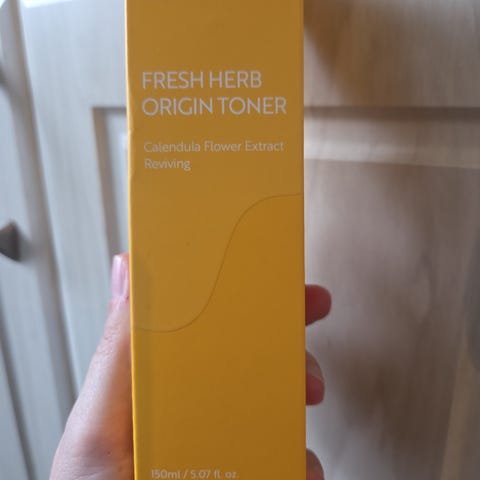 FRESH HERB
ORIGIN TONER
Calendula Flower Extract
Reviving
150ml / 5.07 fl. oz.